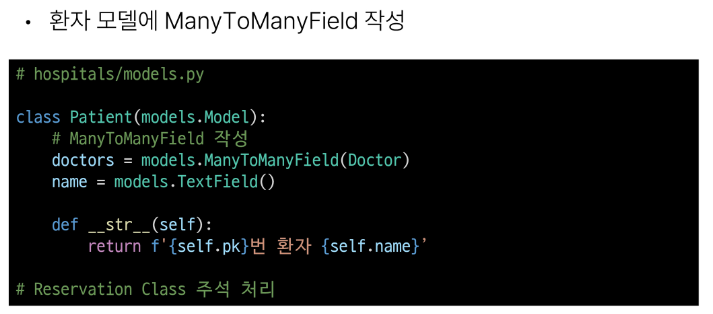 • 환자 모델에 ManyToManyField 작성
# hospitals/models.py
class Patient(models.Model):
    # ManyToManyField 작성
    doctors = models.ManyToManyField(Doctor)
    name = models.TextField()
    def __str__(self):
        return f'{self.pk}번 환자 {self.name}’
# Reservation Class 주석 처리